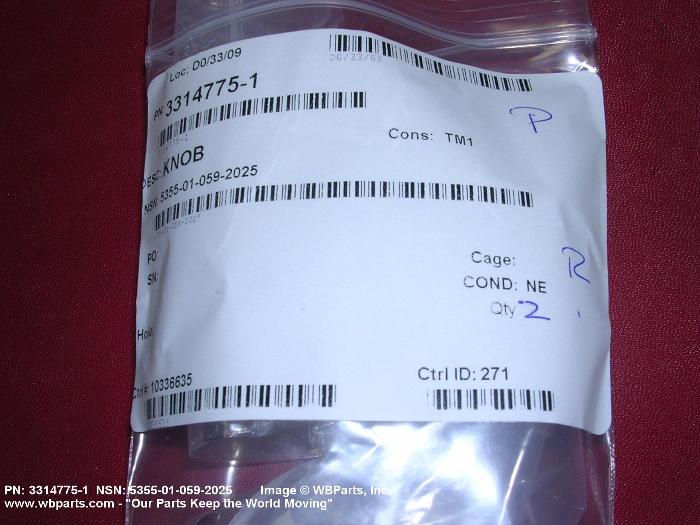 Loc: D0/33/09
D0/33/09
PN: 3314775-1
P
Cons: TM1
DESC: KNOB
NSN: 5355-01-059-2025
PO:
Cage:
R
SN:
COND: NE
Qty 2
Hold:
Ctrl ID: 271
Ctrl #: 10336635
PN: 3314775-1 NSN: 5355-01-059-2025 Image © WBParts, Inc.
www.wbparts.com - "Our Parts Keep the World Moving"